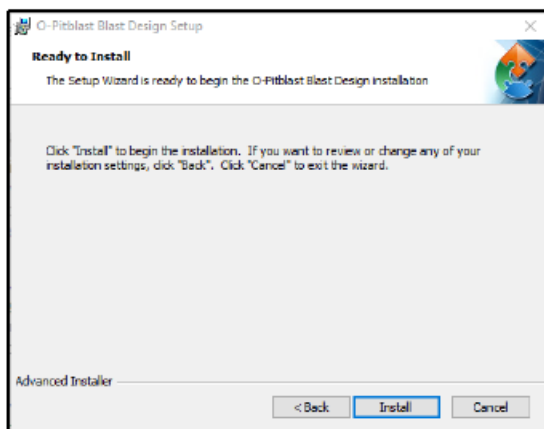 O-Pitblast Blast Design Setup
Ready to Install
The Setup Wizard is ready to begin the O-Pitblast Blast Design installation
Click "Install" to begin the installation. If you want to review or change any of your
installation settings, click "Back". Click "Cancel" to exit the wizard.
Advanced Installer
< Back Install Cancel